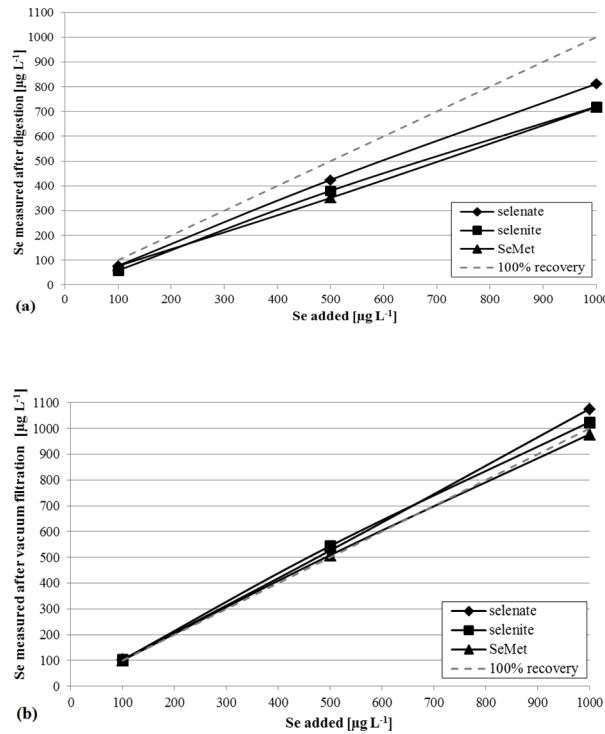 (a)
Se measured after digestion [µg L⁻¹]
1000
900
800
700
600
500
400
300
200
100
0
0 100 200 300 400 500 600 700 800 900 1000
Se added [µg L⁻¹]
selenate
selenite
SeMet
100% recovery
(b)
Se measured after vacuum filtration [µg L⁻¹]
1100
1000
900
800
700
600
500
400
300
200
100
0
0 100 200 300 400 500 600 700 800 900 1000
Se added [µg L⁻¹]
selenate
selenite
SeMet
100% recovery